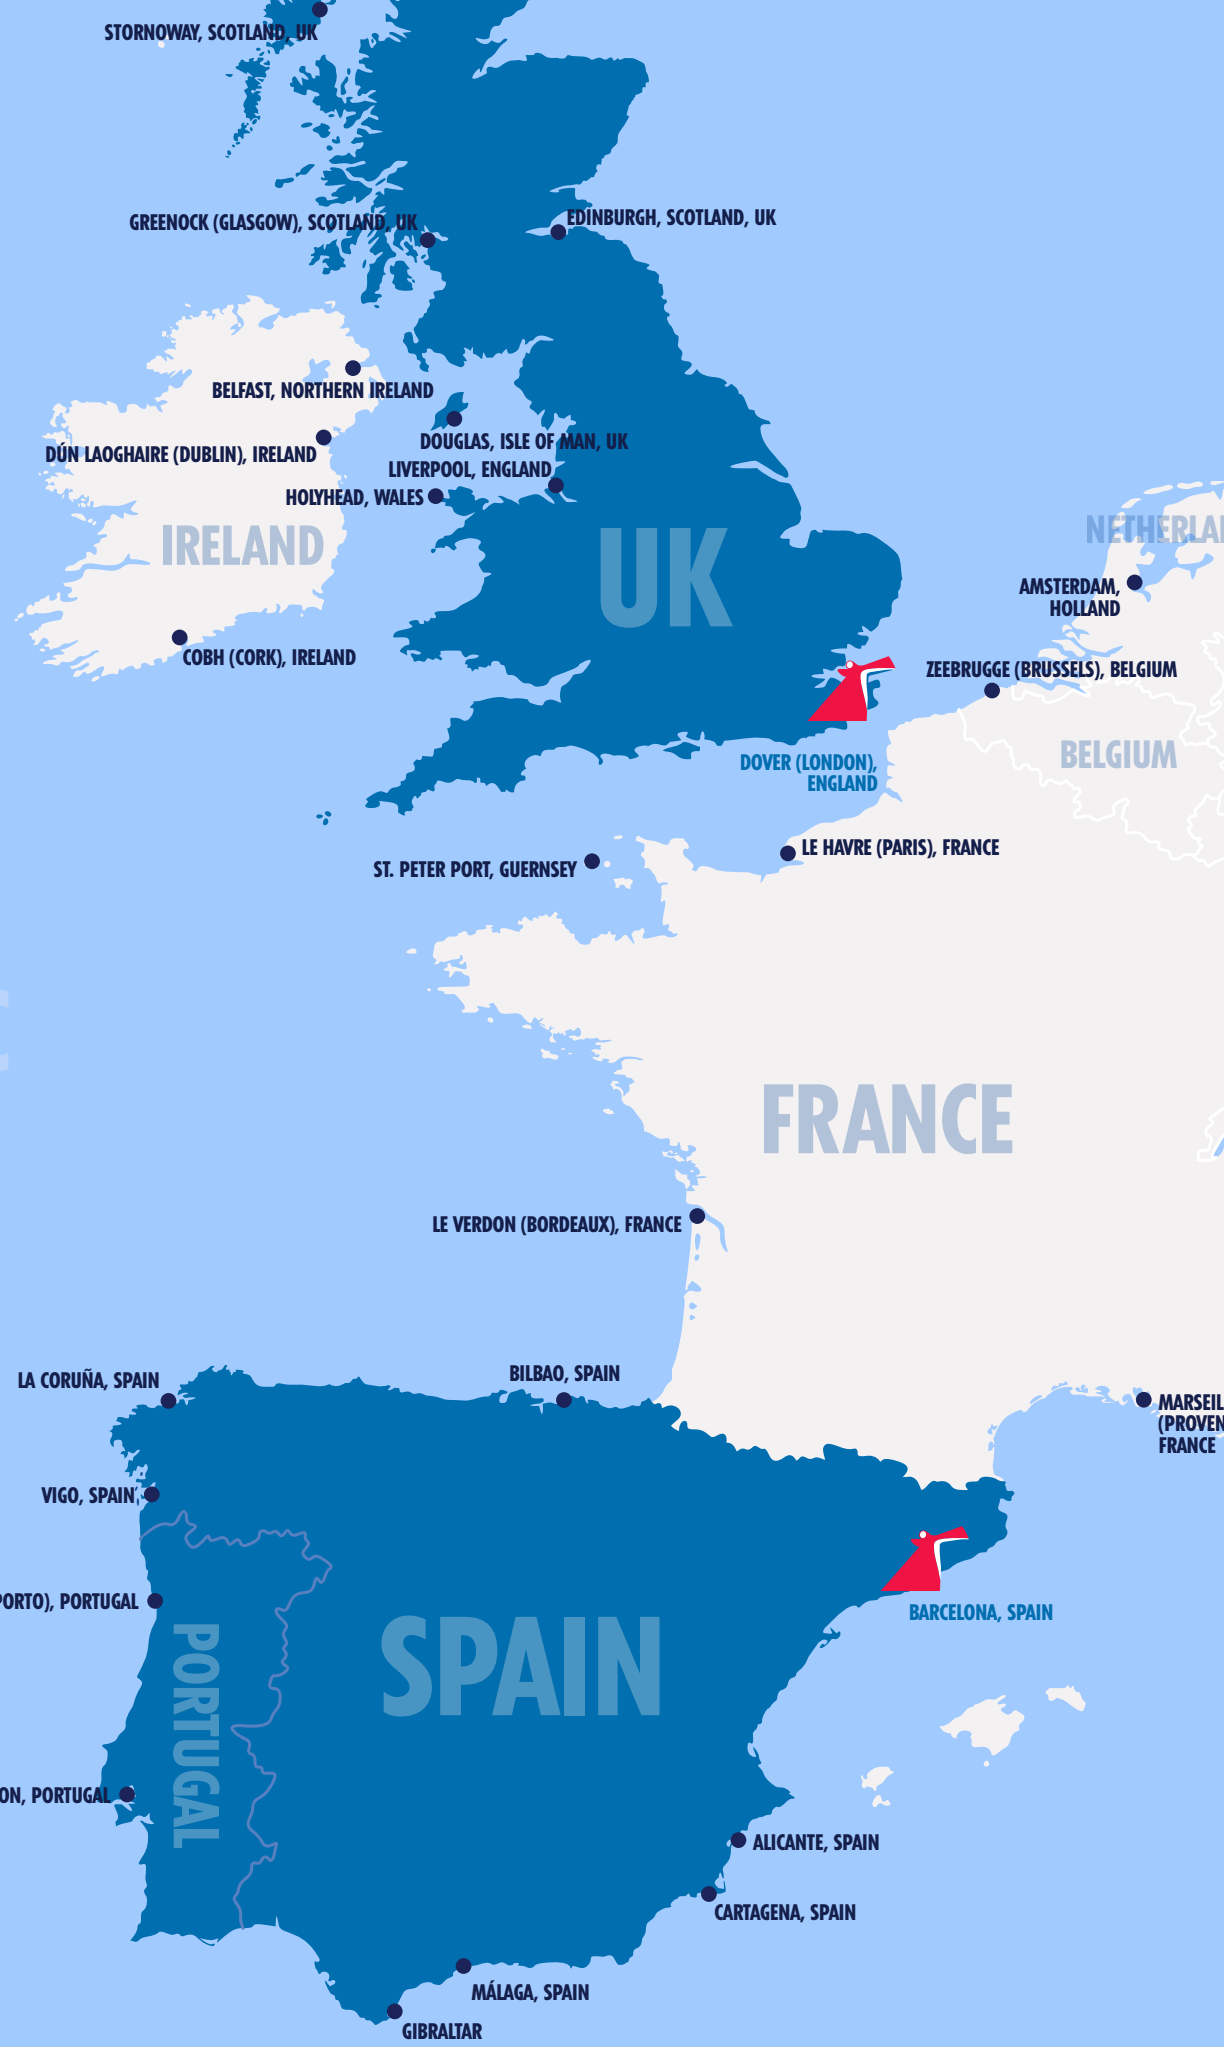 STORNOWAY, SCOTLAND, UK
GREENOCK (GLASGOW), SCOTLAND, UK
EDINBURGH, SCOTLAND, UK
BELFAST, NORTHERN IRELAND
DOUGLAS, ISLE OF MAN, UK
DÚN LAOGHAIRE (DUBLIN), IRELAND
LIVERPOOL, ENGLAND
HOLYHEAD, WALES
IRELAND
UK
NETHERLA
AMSTERDAM,
HOLLAND
COBH (CORK), IRELAND
ZEEBRUGGE (BRUSSELS), BELGIUM
BELGIUM
DOVER (LONDON),
ENGLAND
LE HAVRE (PARIS), FRANCE
ST. PETER PORT, GUERNSEY
FRANCE
LE VERDON (BORDEAUX), FRANCE
LA CORUÑA, SPAIN
BILBAO, SPAIN
MARSEIL
(PROVEN
FRANCE
VIGO, SPAIN
PORTO), PORTUGAL
BARCELONA, SPAIN
PORTUGAL
SPAIN
ON, PORTUGAL
ALICANTE, SPAIN
CARTAGENA, SPAIN
MÁLAGA, SPAIN
GIBRALTAR